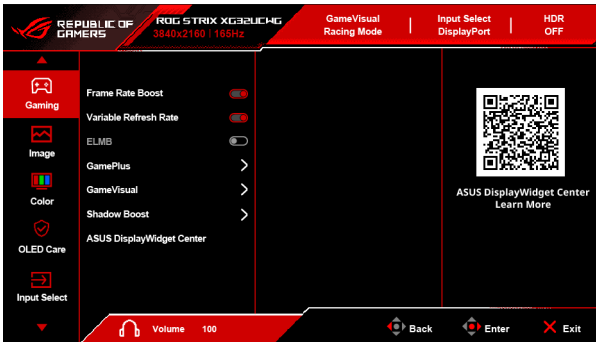 REPUBLIC OF
GAMERS
ROG STRIX XG32UCWG
3840x2160 | 165Hz
GameVisual
Racing Mode
Input Select
DisplayPort
HDR
OFF
Gaming
Image
Color
OLED Care
Input Select
Frame Rate Boost
Variable Refresh Rate
ELMB
GamePlus
GameVisual
Shadow Boost
ASUS DisplayWidget Center
ASUS DisplayWidget Center
Learn More
Volume 100
Back
Enter
Exit